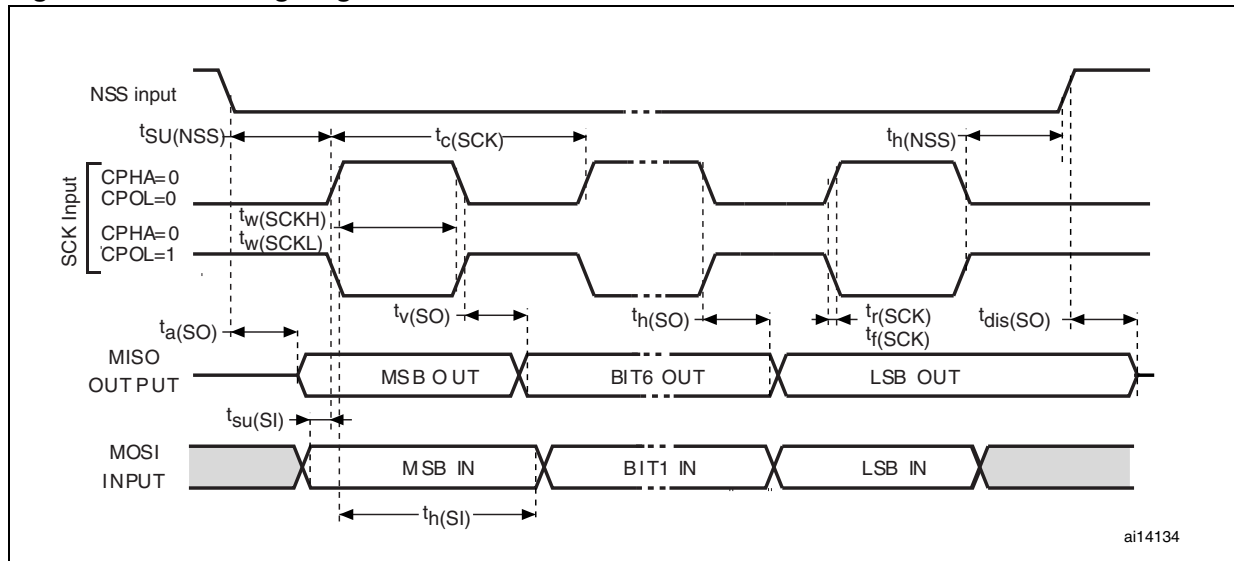 NSS input
tSU(NSS)
tc(SCK)
th(NSS)
SCK Input
CPHA=0
CPOL=0
tw(SCKH)
CPHA=0
tw(SCKL)
CPOL=1
tv(SO)
th(SO)
tr(SCK)
tf(SCK)
tdis(SO)
ta(SO)
MISO
OUTPUT
MSB OUT
BIT6 OUT
LSB OUT
tsu(SI)
MOSI
INPUT
MSB IN
BIT1 IN
LSB IN
th(SI)
ai14134